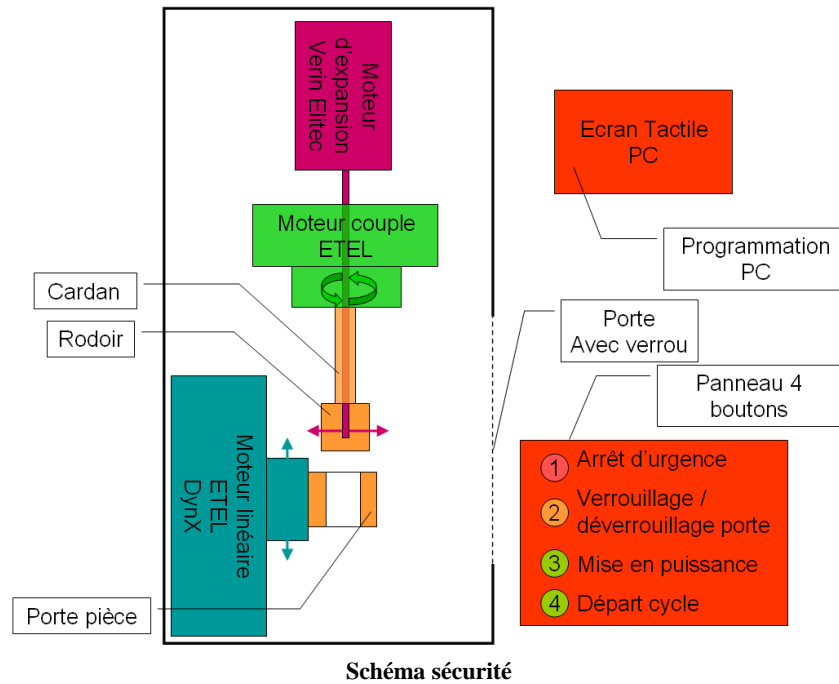 Moteur
d'expansion
Verin Elitec
Ecran Tactile
PC
Moteur couple
ETEL
Programmation
PC
Cardan
Porte
Avec verrou
Rodoir
Panneau 4
boutons
Moteur linéaire
ETEL
DynX
1 Arrêt d'urgence
2 Verrouillage /
déverrouillage porte
3 Mise en puissance
4 Départ cycle
Porte pièce
Schéma sécurité